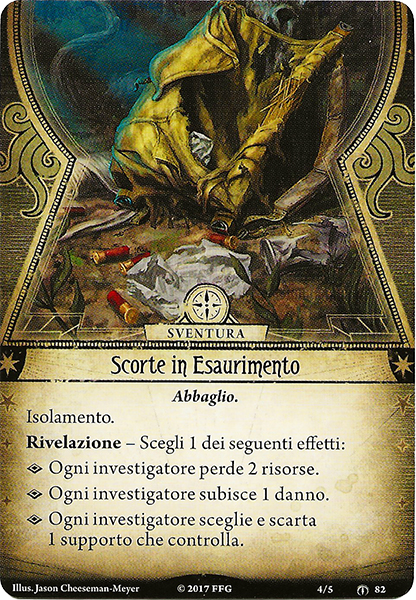 SVENTURA
Scorte in Esaurimento
Abbaglio.
Isolamento.
Rivelazione – Scegli 1 dei seguenti effetti:
Ogni investigatore perde 2 risorse.
Ogni investigatore subisce 1 danno.
Ogni investigatore sceglie e scarta
1 supporto che controlla.
Illus. Jason Cheeseman-Meyer © 2017 FFG 4/5 82